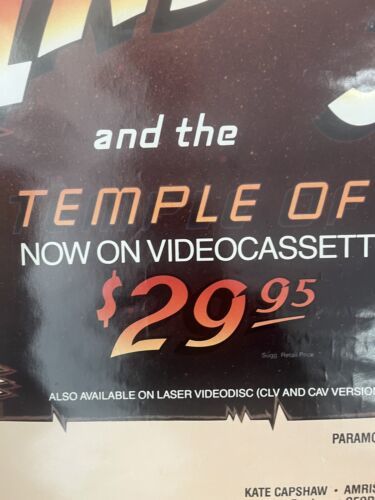 and the
TEMPLE OF
NOW ON VIDEOCASSETT
$29.95
Sugg. Retail Price
ALSO AVAILABLE ON LASER VIDEODISC (CLV AND CAV VERSION
PARAMO
KATE CAPSHAW • AMRIS